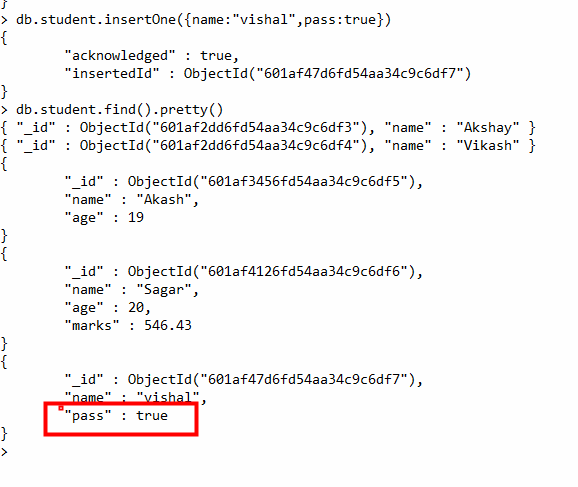 }
> db.student.insertOne({name:"vishal",pass:true})
{
"acknowledged" : true,
"insertedId" : ObjectId("601af47d6fd54aa34c9c6df7")
}
> db.student.find().pretty()
{ "_id" : ObjectId("601af2dd6fd54aa34c9c6df3"), "name" : "Akshay" }
{ "_id" : ObjectId("601af2dd6fd54aa34c9c6df4"), "name" : "Vikash" }
{
"_id" : ObjectId("601af3456fd54aa34c9c6df5"),
"name" : "Akash",
"age" : 19
}
{
"_id" : ObjectId("601af4126fd54aa34c9c6df6"),
"name" : "Sagar",
"age" : 20,
"marks" : 546.43
}
{
"_id" : ObjectId("601af47d6fd54aa34c9c6df7"),
"name" : "vishal",
"pass" : true
}
>